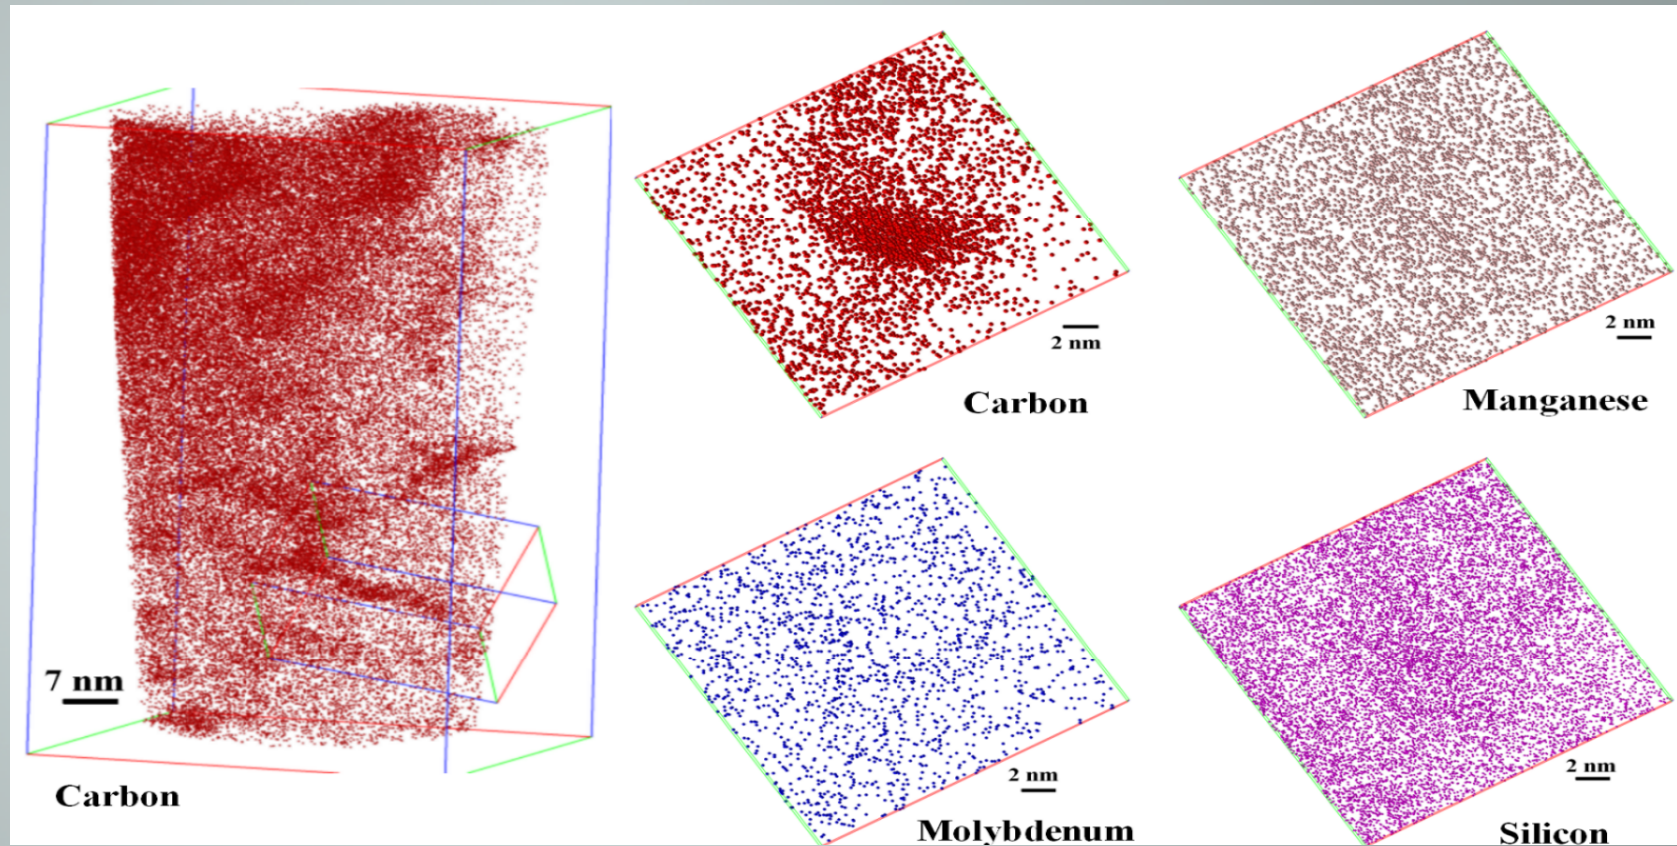 7 nm
Carbon
2 nm
Carbon
2 nm
Manganese
2 nm
Molybdenum
2 nm
Silicon